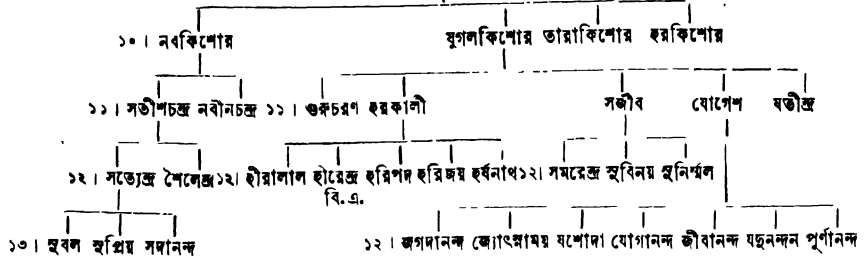 ১০। নবকিশোর যুগলকিশোর তারাকিশোর হরকিশোর
১১। সতীশচন্দ্র নবীনচন্দ্র ১১। গুরুচরণ হরকালী সজীব যোগেশ যতীন্দ্র
১২। সত্যেন্দ্র শৈলেন্দ্র ১২। হীরালাল হীরেন্দ্র হরিপদ হরিজয় হর্ষনাথ ১২। সমরেন্দ্র সুবিনয় সুনির্ম্মল
বি. এ.
১৩। সুবল সুপ্রিয় সদানন্দ ১২। জগদানন্দ জ্যোৎস্নাময় যশোদা যোগানন্দ জীবানন্দ যদুনন্দন পূর্ণানন্দ